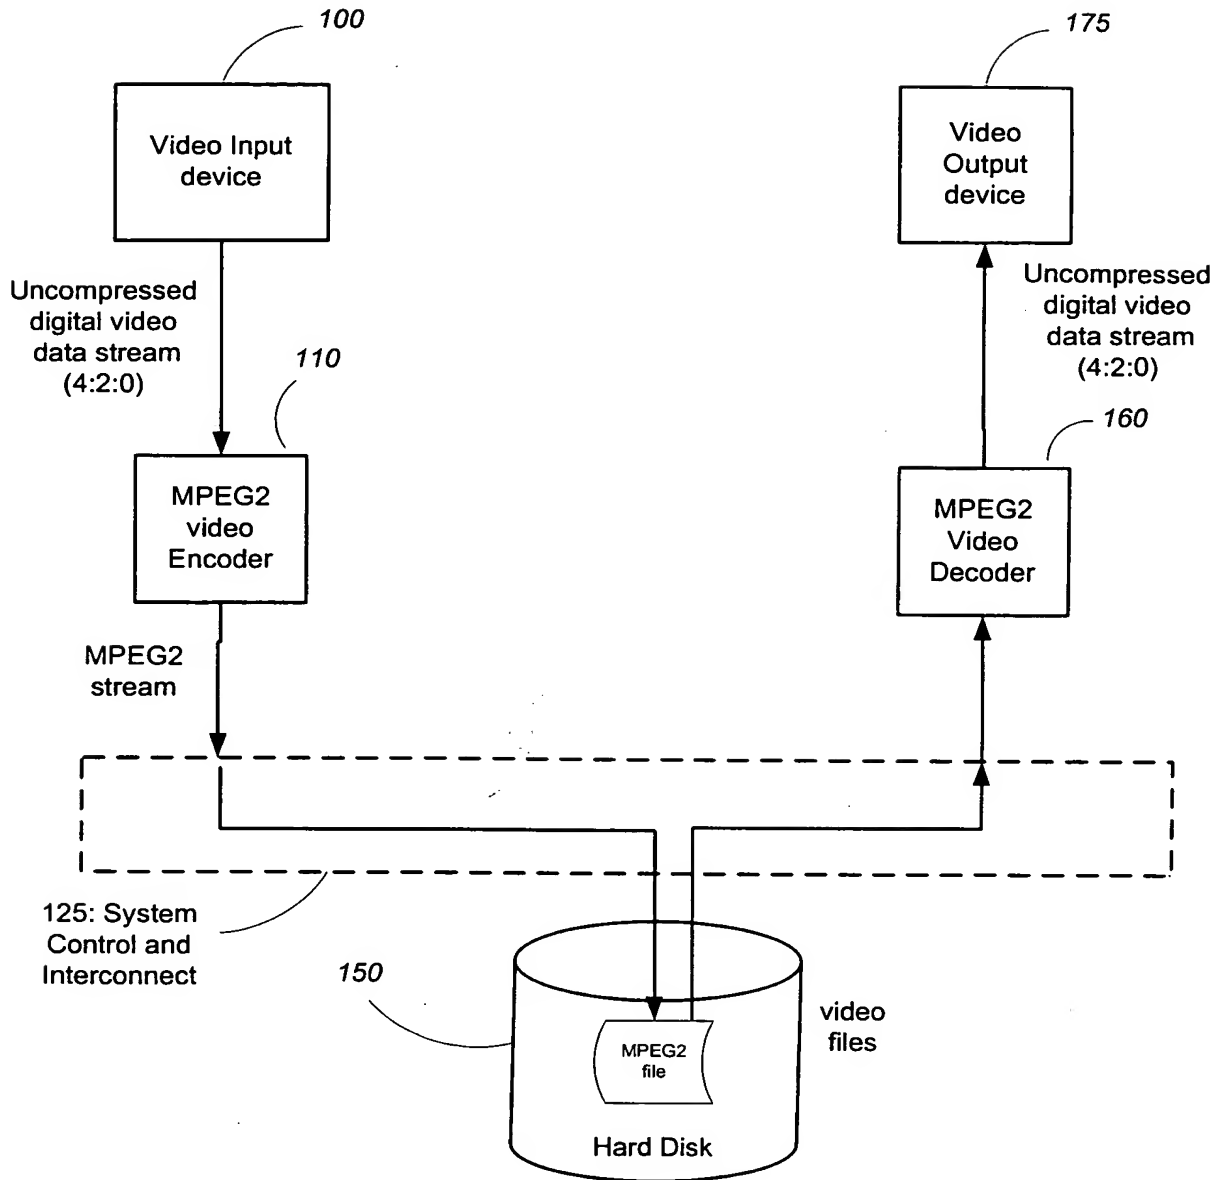 100
Video Input
device
Uncompressed
digital video
data stream
(4:2:0)
110
MPEG2
video
Encoder
MPEG2
stream
175
Video
Output
device
Uncompressed
digital video
data stream
(4:2:0)
160
MPEG2
Video
Decoder
125: System
Control and
Interconnect
150
MPEG2
file
Hard Disk
video
files